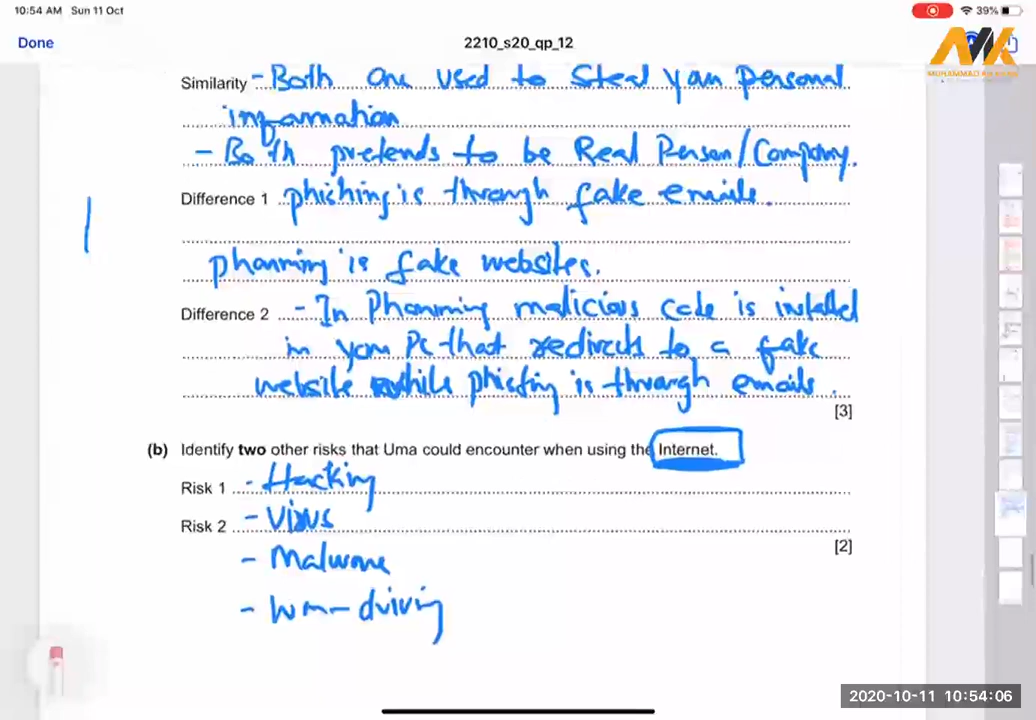 10:54 AM Sun 11 Oct
39%
Done
2210_s20_qp_12
MUHAMMAD
Similarity - Both are used to Steal your personal
information
- Both pretends to be Real Person/Company.
Difference 1 phishing is through fake emails.
pharming is fake websites.
Difference 2 - In Pharming malicious code is installed
in your PC that redirects to a fake
website while phishing is through emails.
[3]
(b) Identify two other risks that Uma could encounter when using the Internet.
Risk 1 - Hacking
Risk 2 - Virus
[2]
- Malware
- War-driving
2020-10-11 10:54:06